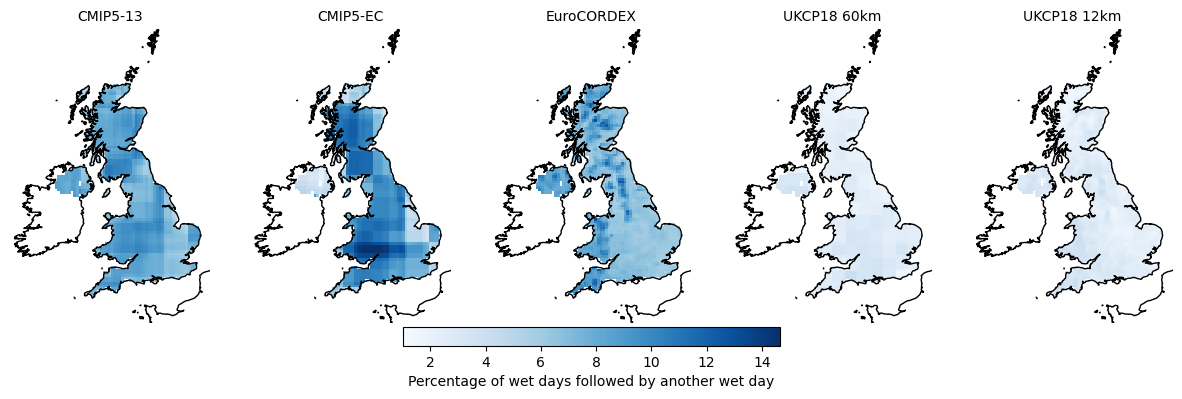 CMIP5-13
CMIP5-EC
EuroCORDEX
UKCP18 60km
UKCP18 12km
2 4 6 8 10 12 14
Percentage of wet days followed by another wet day